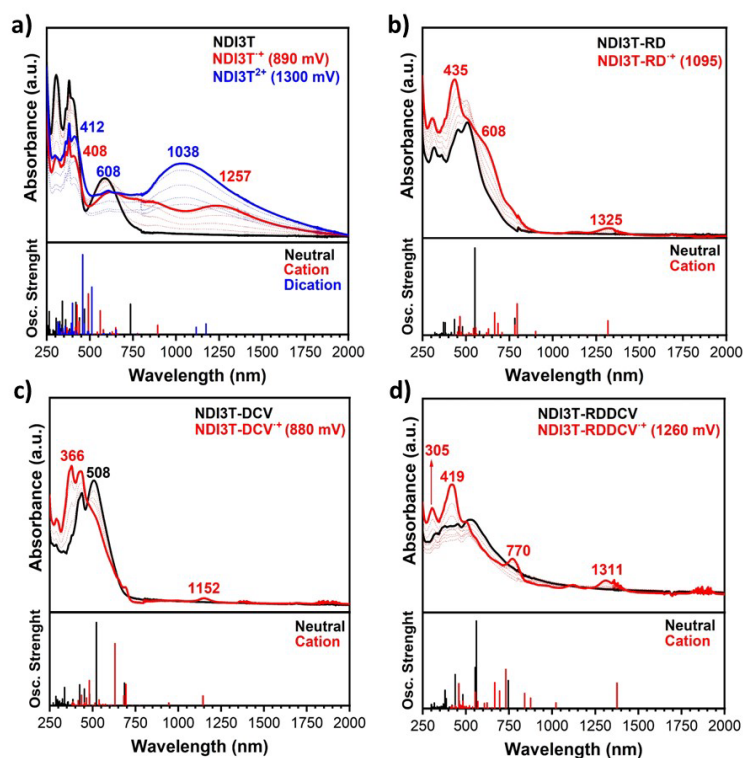 a)
NDI3T
NDI3T·+ (890 mV)
NDI3T2+ (1300 mV)
412
408
608
1038
1257
Absorbance (a.u.)
Osc. Strenght
Neutral
Cation
Dication
250 500 750 1000 1250 1500 1750 2000
Wavelength (nm)
b)
NDI3T-RD
NDI3T-RD·+ (1095)
435
608
1325
Absorbance (a.u.)
Osc. Strenght
Neutral
Cation
250 500 750 1000 1250 1500 1750 2000
Wavelength (nm)
c)
NDI3T-DCV
NDI3T-DCV·+ (880 mV)
366
508
1152
Absorbance (a.u.)
Osc. Strenght
Neutral
Cation
250 500 750 1000 1250 1500 1750 2000
Wavelength (nm)
d)
NDI3T-RDDCV
NDI3T-RDDCV·+ (1260 mV)
305
419
770
1311
Absorbance (a.u.)
Osc. Strenght
Neutral
Cation
250 500 750 1000 1250 1500 1750 2000
Wavelength (nm)